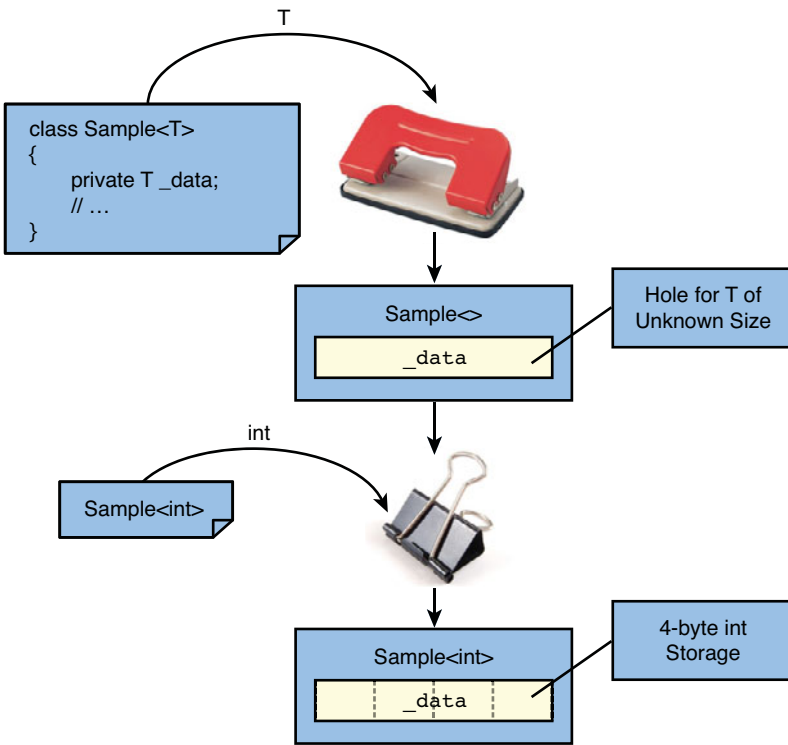 T
class Sample<T>
{
private T _data;
// …
}
Sample<>
_data
Hole for T of
Unknown Size
int
Sample<int>
Sample<int>
_data
4-byte int
Storage